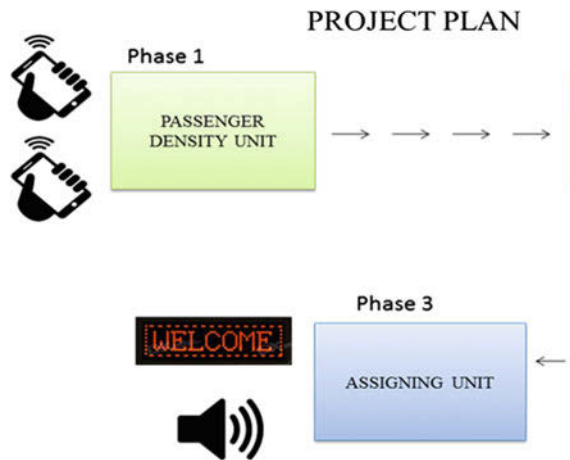 PROJECT PLAN
Phase 1
PASSENGER
DENSITY UNIT
Phase 3
WELCOME
ASSIGNING UNIT